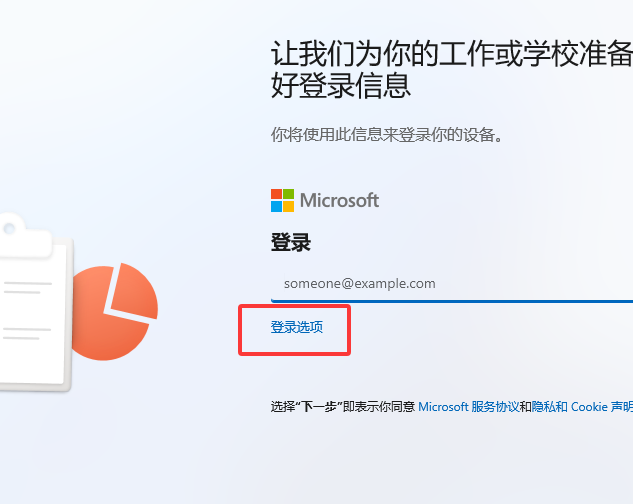 让我们为你的工作或学校准备
好登录信息
你将使用此信息来登录你的设备。
Microsoft
登录
someone@example.com
登录选项
选择“下一步”即表示你同意 Microsoft 服务协议和隐私和 Cookie 声明